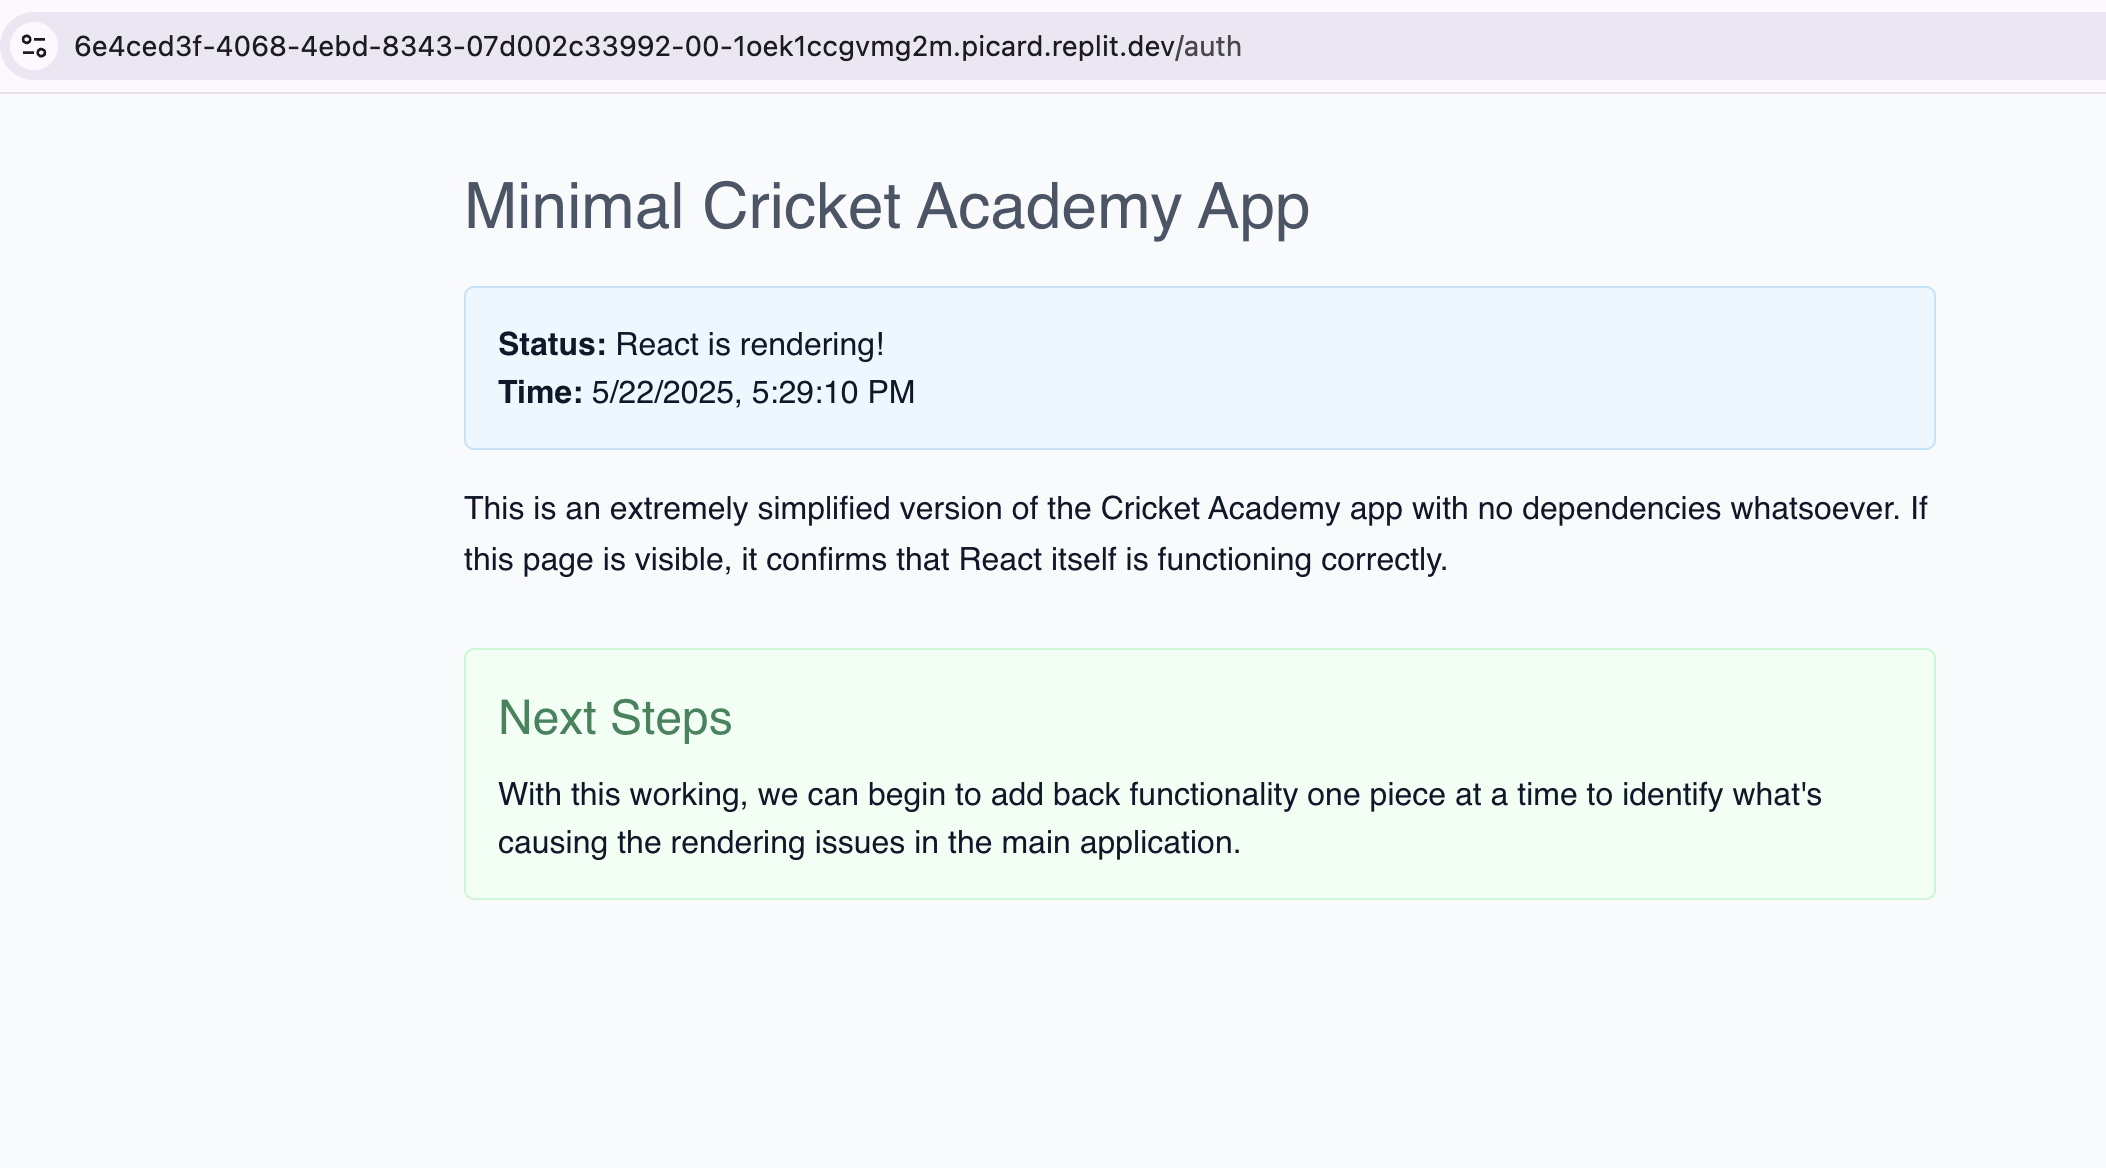 6e4ced3f-4068-4ebd-8343-07d002c33992-00-1oek1ccgvmg2m.picard.replit.dev/auth
Minimal Cricket Academy App
Status: React is rendering!
Time: 5/22/2025, 5:29:10 PM
This is an extremely simplified version of the Cricket Academy app with no dependencies whatsoever. If
this page is visible, it confirms that React itself is functioning correctly.
Next Steps
With this working, we can begin to add back functionality one piece at a time to identify what's
causing the rendering issues in the main application.